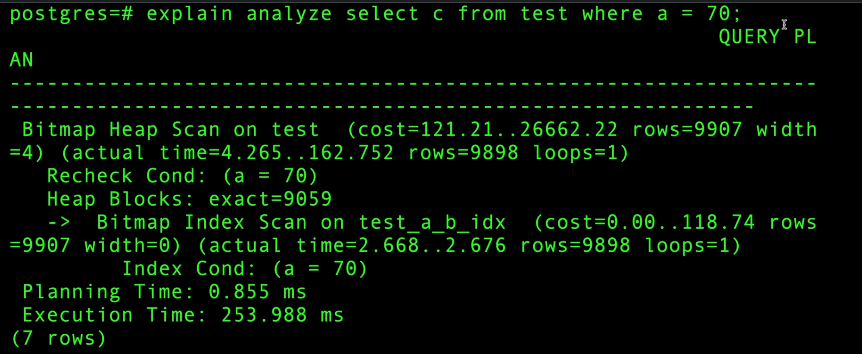 postgres=# explain analyze select c from test where a = 70;
QUERY PL
AN
-------------------------------------------------------------------
--------------------------------------------------------------
Bitmap Heap Scan on test  (cost=121.21..26662.22 rows=9907 width
=4) (actual time=4.265..162.752 rows=9898 loops=1)
Recheck Cond: (a = 70)
Heap Blocks: exact=9059
->  Bitmap Index Scan on test_a_b_idx  (cost=0.00..118.74 rows
=9907 width=0) (actual time=2.668..2.676 rows=9898 loops=1)
Index Cond: (a = 70)
Planning Time: 0.855 ms
Execution Time: 253.988 ms
(7 rows)